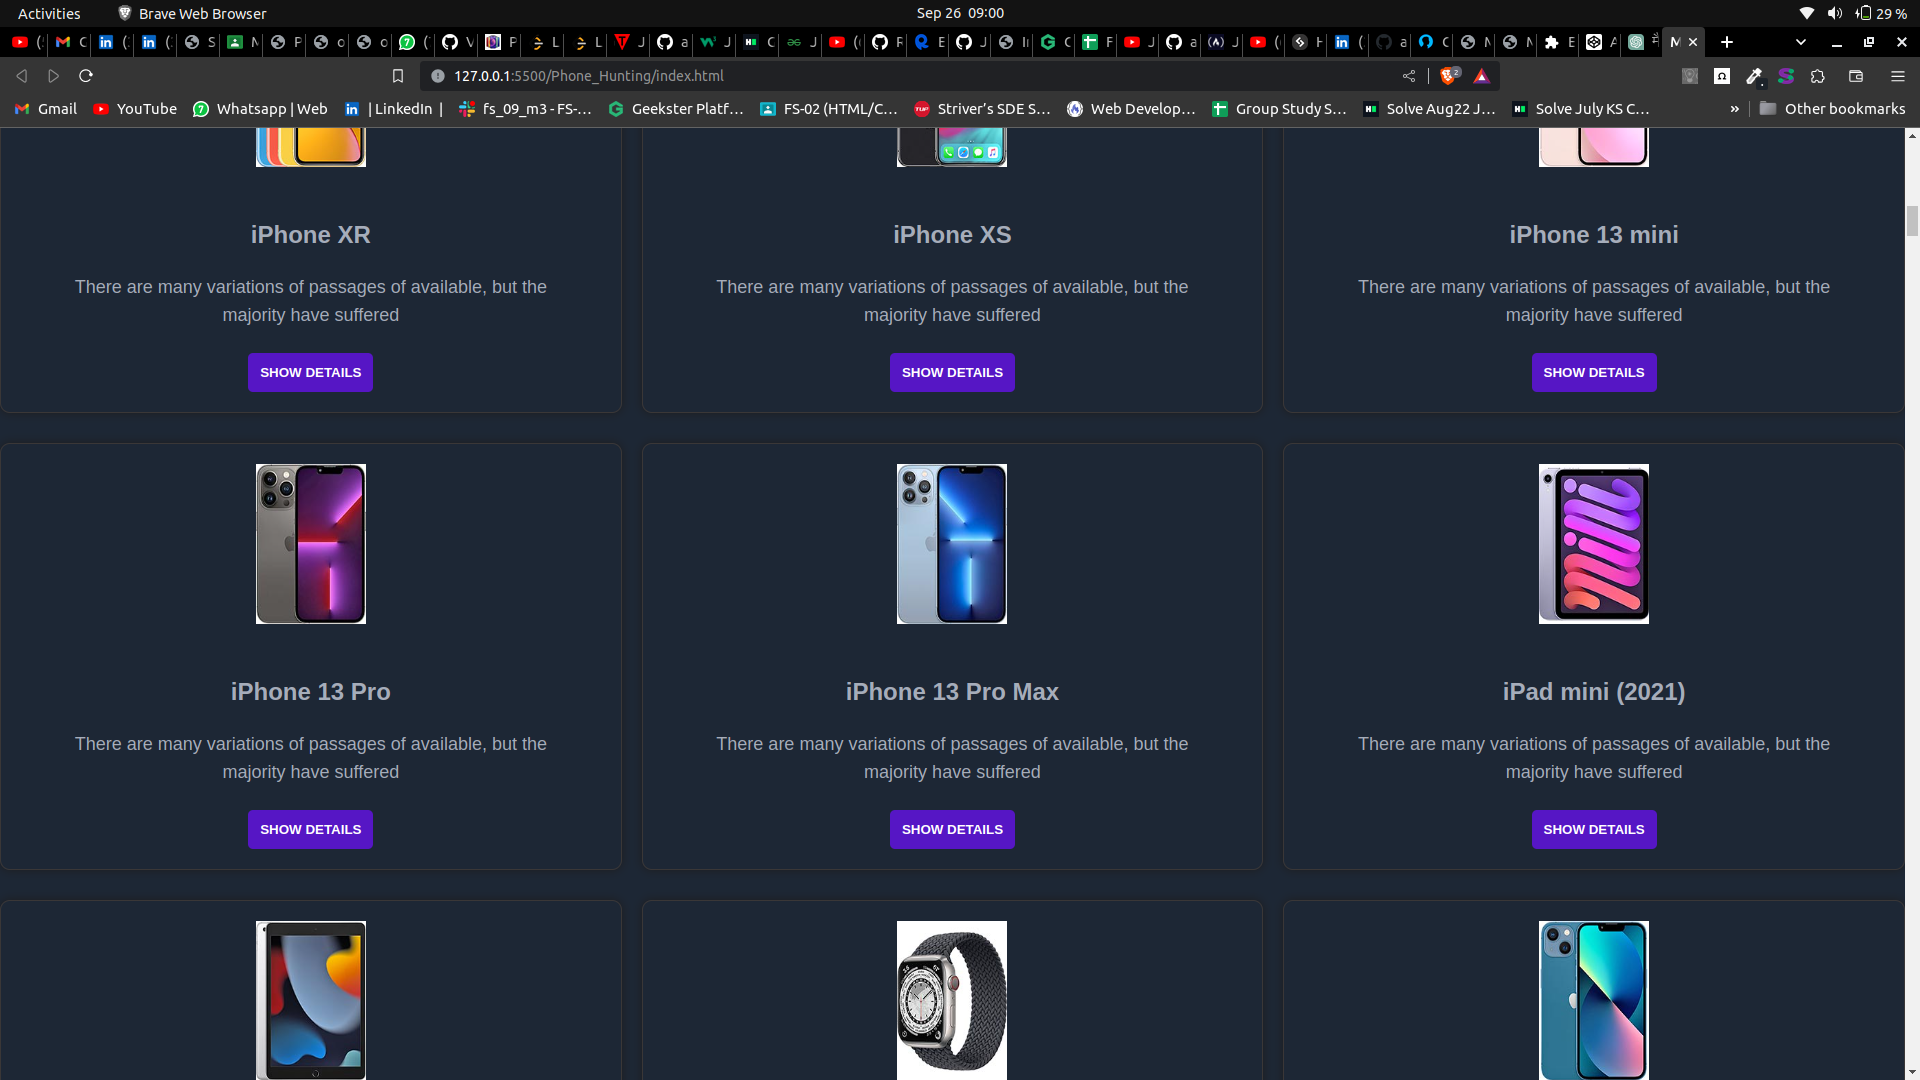 Activities Brave Web Browser Sep 26 09:00 29 %
127.0.0.1:5500/Phone_Hunting/index.html 2
Gmail YouTube Whatsapp | Web | LinkedIn | fs_09_m3 - FS-... Geekster Platf... FS-02 (HTML/C... Striver's SDE S... Web Develop... Group Study S... Solve Aug22 J... Solve July KS C... » Other bookmarks
iPhone XR iPhone XS iPhone 13 mini
There are many variations of passages of available, but the There are many variations of passages of available, but the There are many variations of passages of available, but the
majority have suffered majority have suffered majority have suffered
SHOW DETAILS SHOW DETAILS SHOW DETAILS
iPhone 13 Pro iPhone 13 Pro Max iPad mini (2021)
There are many variations of passages of available, but the There are many variations of passages of available, but the There are many variations of passages of available, but the
majority have suffered majority have suffered majority have suffered
SHOW DETAILS SHOW DETAILS SHOW DETAILS